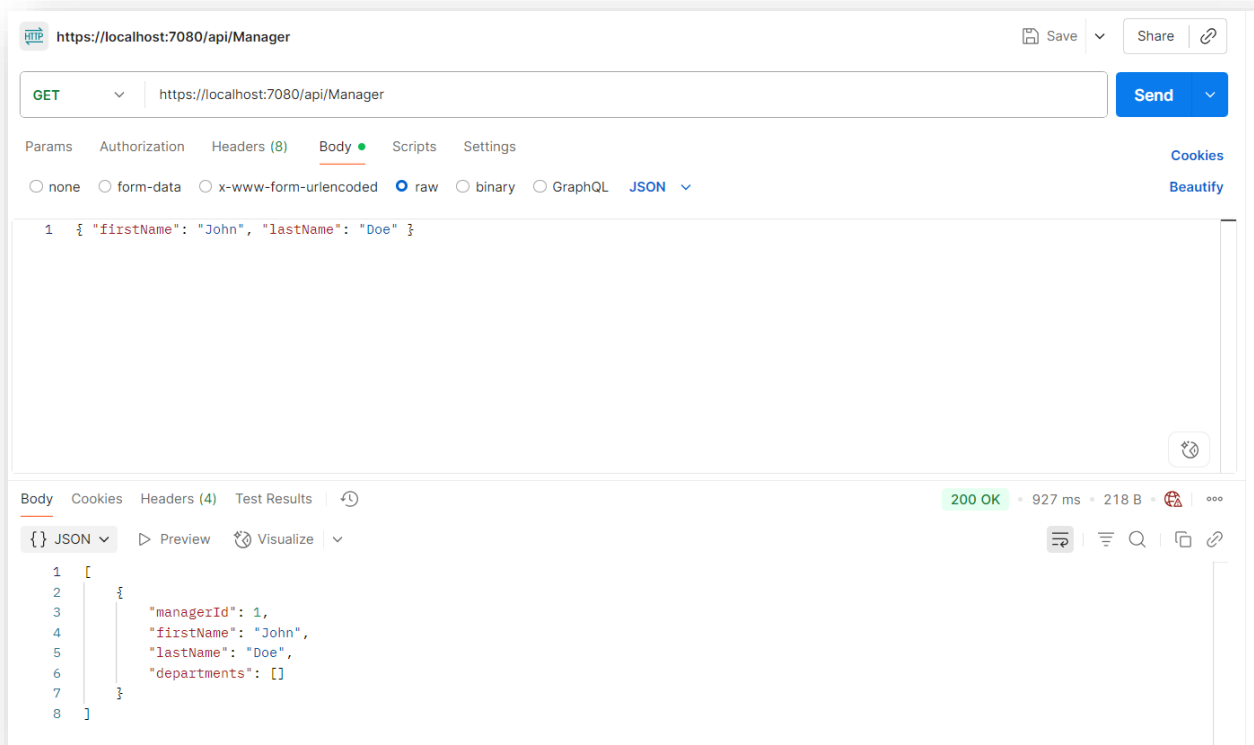 HTTP https://localhost:7080/api/Manager Save Share
GET https://localhost:7080/api/Manager Send
Params Authorization Headers (8) Body Scripts Settings Cookies
none form-data x-www-form-urlencoded raw binary GraphQL JSON Beautify
1 { "firstName": "John", "lastName": "Doe" }
Body Cookies Headers (4) Test Results 200 OK 927 ms 218 B
{} JSON Preview Visualize
1 [
2 {
3 "managerId": 1,
4 "firstName": "John",
5 "lastName": "Doe",
6 "departments": []
7 }
8 ]